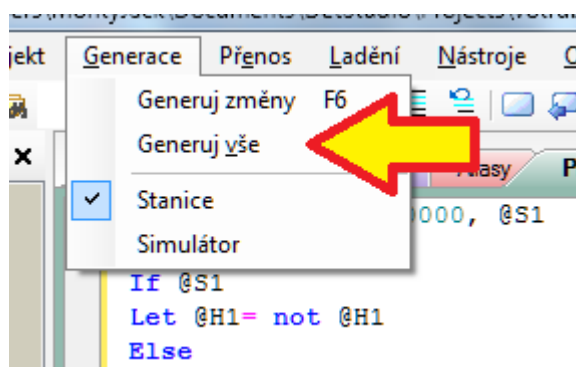 jekt Generace Přenos Ladění Nástroje
Generuj změny F6
Generuj vše
Stanice
Simulátor
0000, @S1
If @S1
Let @H1= not @H1
Else